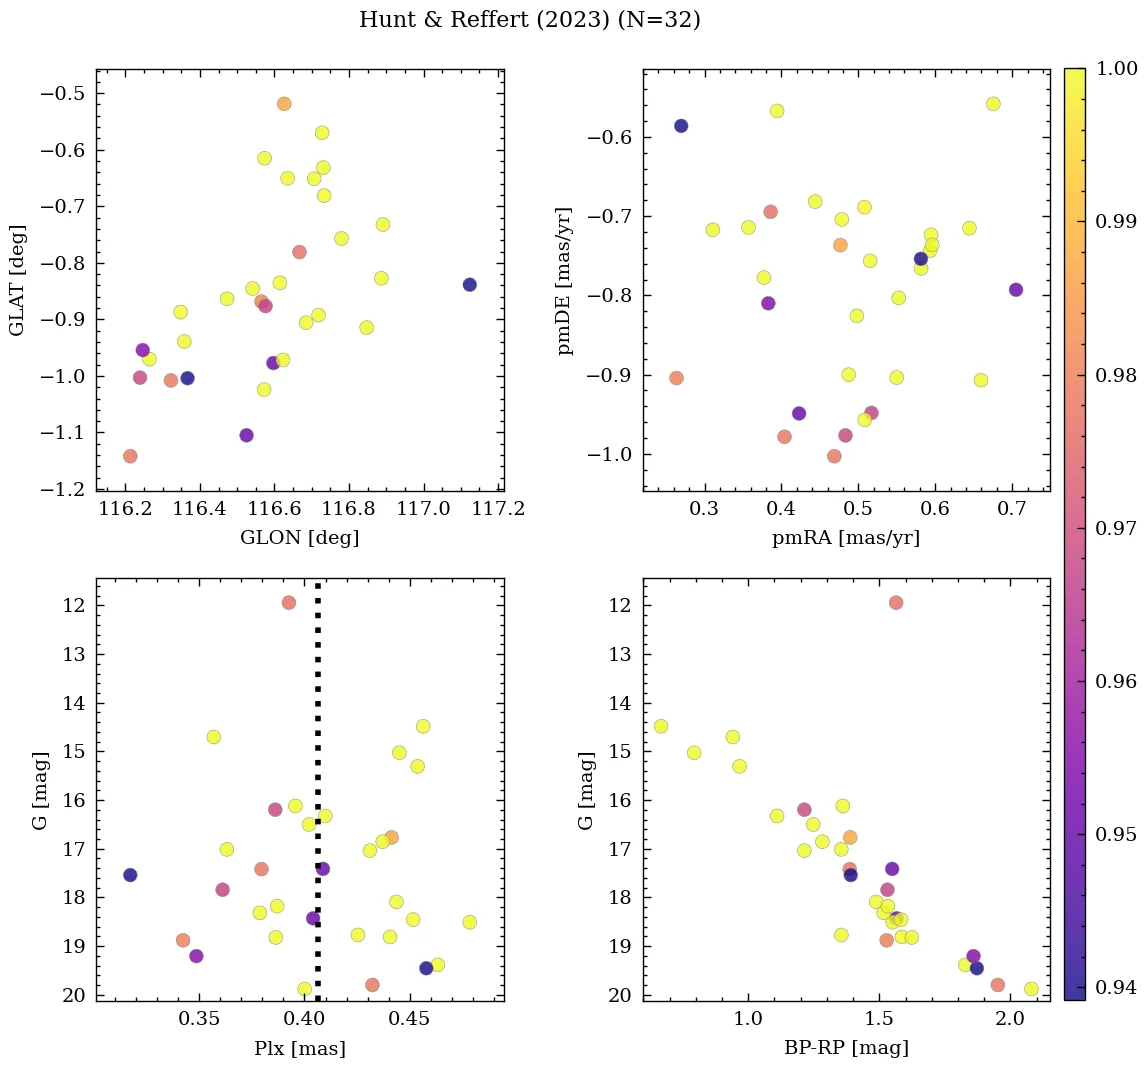 Hunt & Reffert (2023) (N=32)
−0.5
−0.6
−0.7
−0.8
−0.9
−1.0
−1.1
−1.2
GLAT [deg]
116.2 116.4 116.6 116.8 117.0 117.2
GLON [deg]
−0.6
−0.7
−0.8
−0.9
−1.0
pmDE [mas/yr]
0.3 0.4 0.5 0.6 0.7
pmRA [mas/yr]
1.00
0.99
0.98
0.97
0.96
0.95
0.94
12
13
14
15
16
17
18
19
20
G [mag]
0.35 0.40 0.45
Plx [mas]
12
13
14
15
16
17
18
19
20
G [mag]
1.0 1.5 2.0
BP-RP [mag]